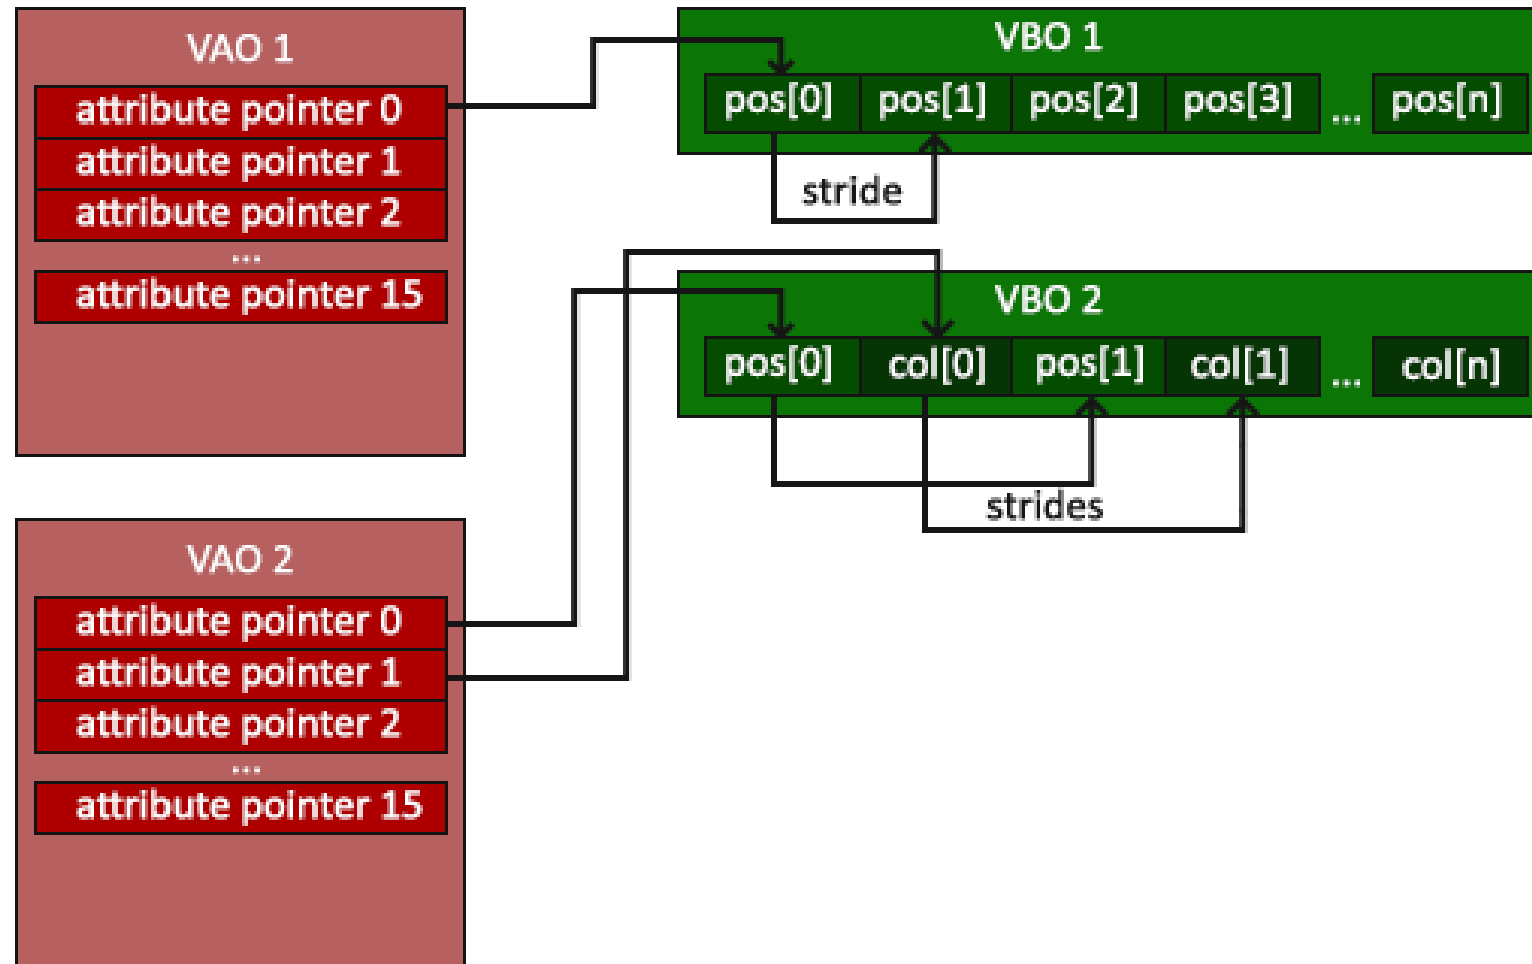 VAO 1
attribute pointer 0
attribute pointer 1
attribute pointer 2
...
attribute pointer 15
VBO 1
pos[0] pos[1] pos[2] pos[3] ... pos[n]
stride
VBO 2
pos[0] col[0] pos[1] col[1] ... col[n]
strides
VAO 2
attribute pointer 0
attribute pointer 1
attribute pointer 2
...
attribute pointer 15